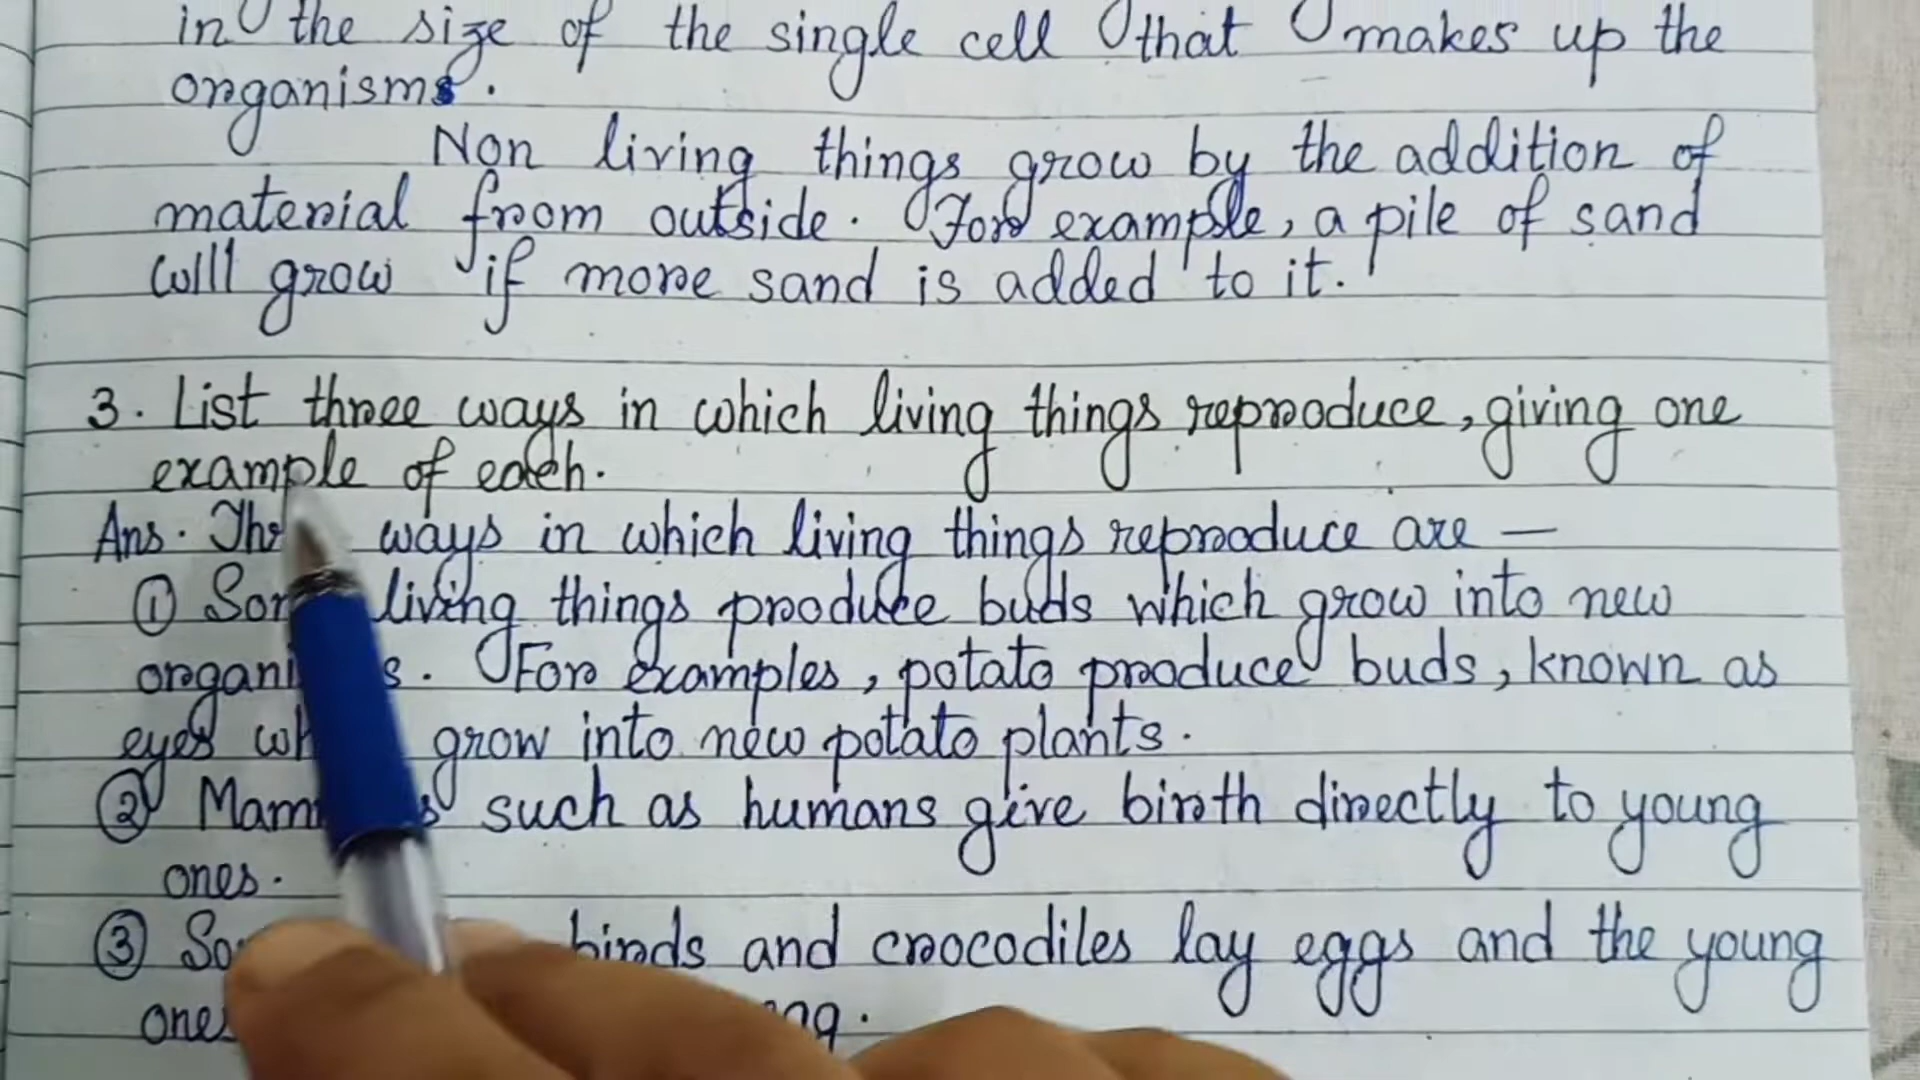 in the size of the single cell that makes up the
organisms.
Non living things grow by the addition of
material from outside. For example, a pile of sand
will grow if more sand is added to it.
3. List three ways in which living things reproduce, giving one
example of each.
Ans. ways in which living things reproduce are —
① living things produce buds which grow into new
For examples, potato produce buds, known as
eyes grow into new potato plants.
② such as humans give birth directly to young
ones.
③ birds and crocodiles lay eggs and the young